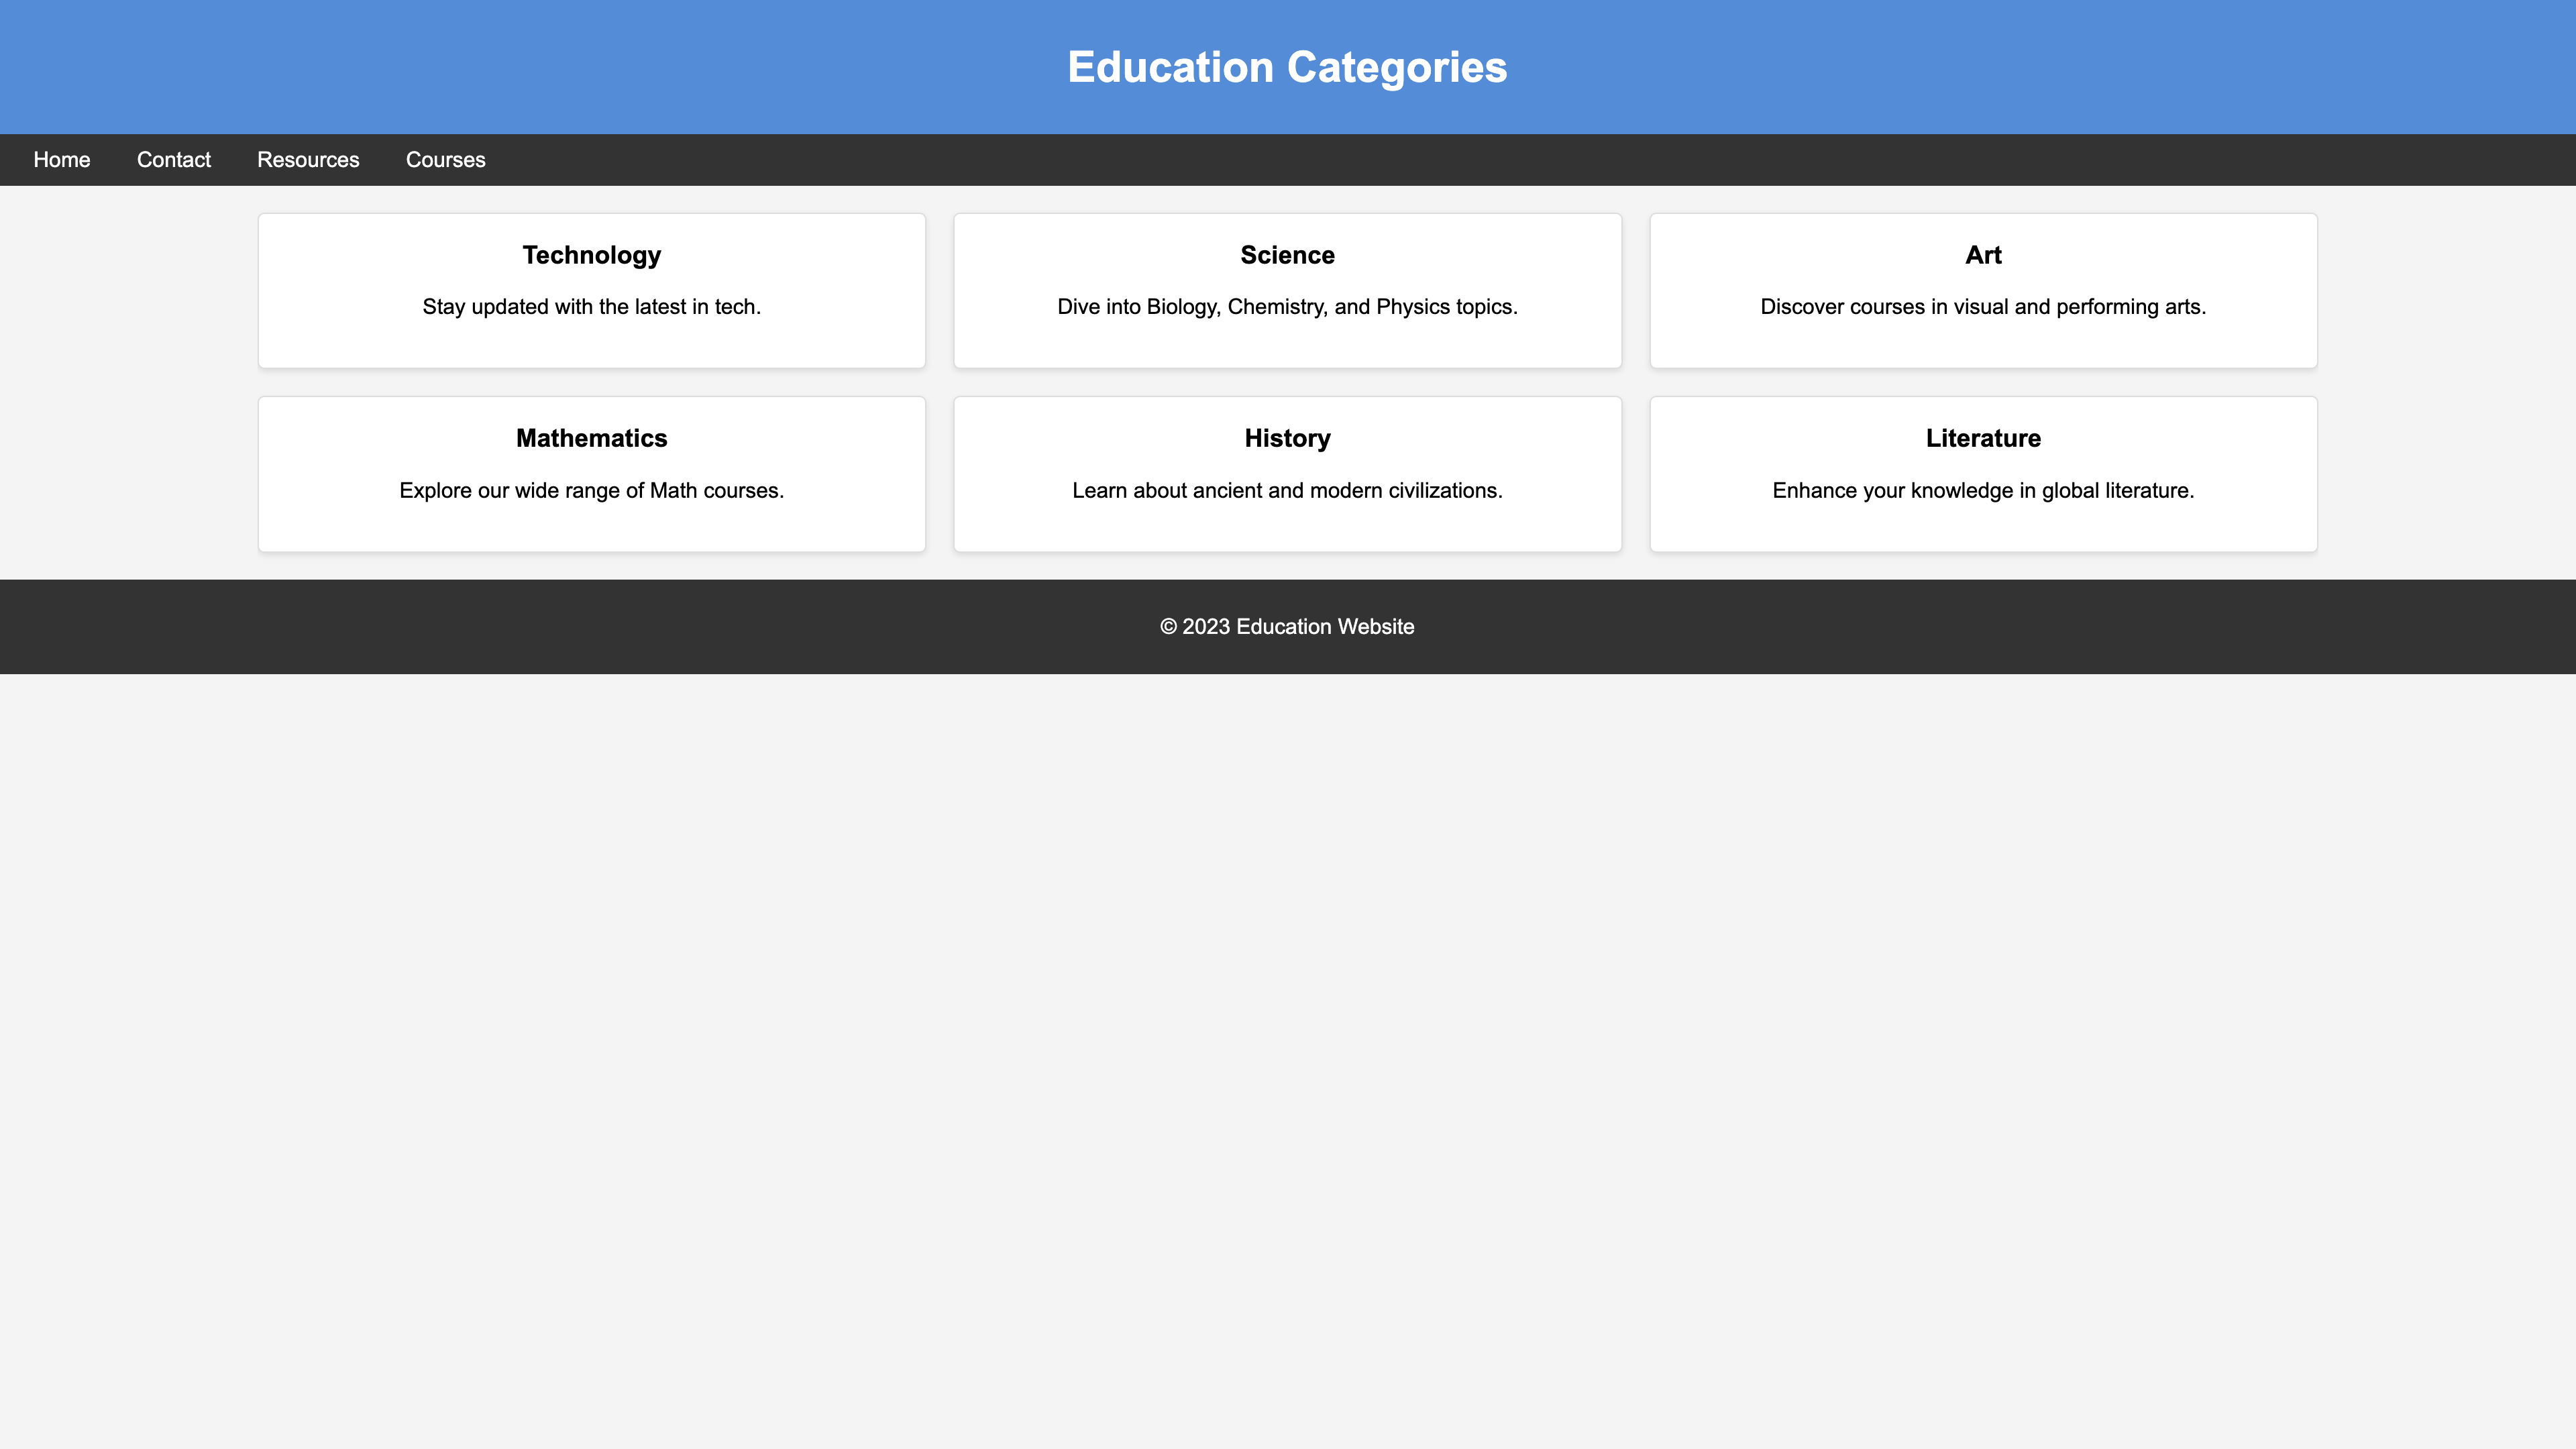 Education Categories
Home Contact Resources Courses
Technology
Stay updated with the latest in tech.
Science
Dive into Biology, Chemistry, and Physics topics.
Art
Discover courses in visual and performing arts.
Mathematics
Explore our wide range of Math courses.
History
Learn about ancient and modern civilizations.
Literature
Enhance your knowledge in global literature.
© 2023 Education Website